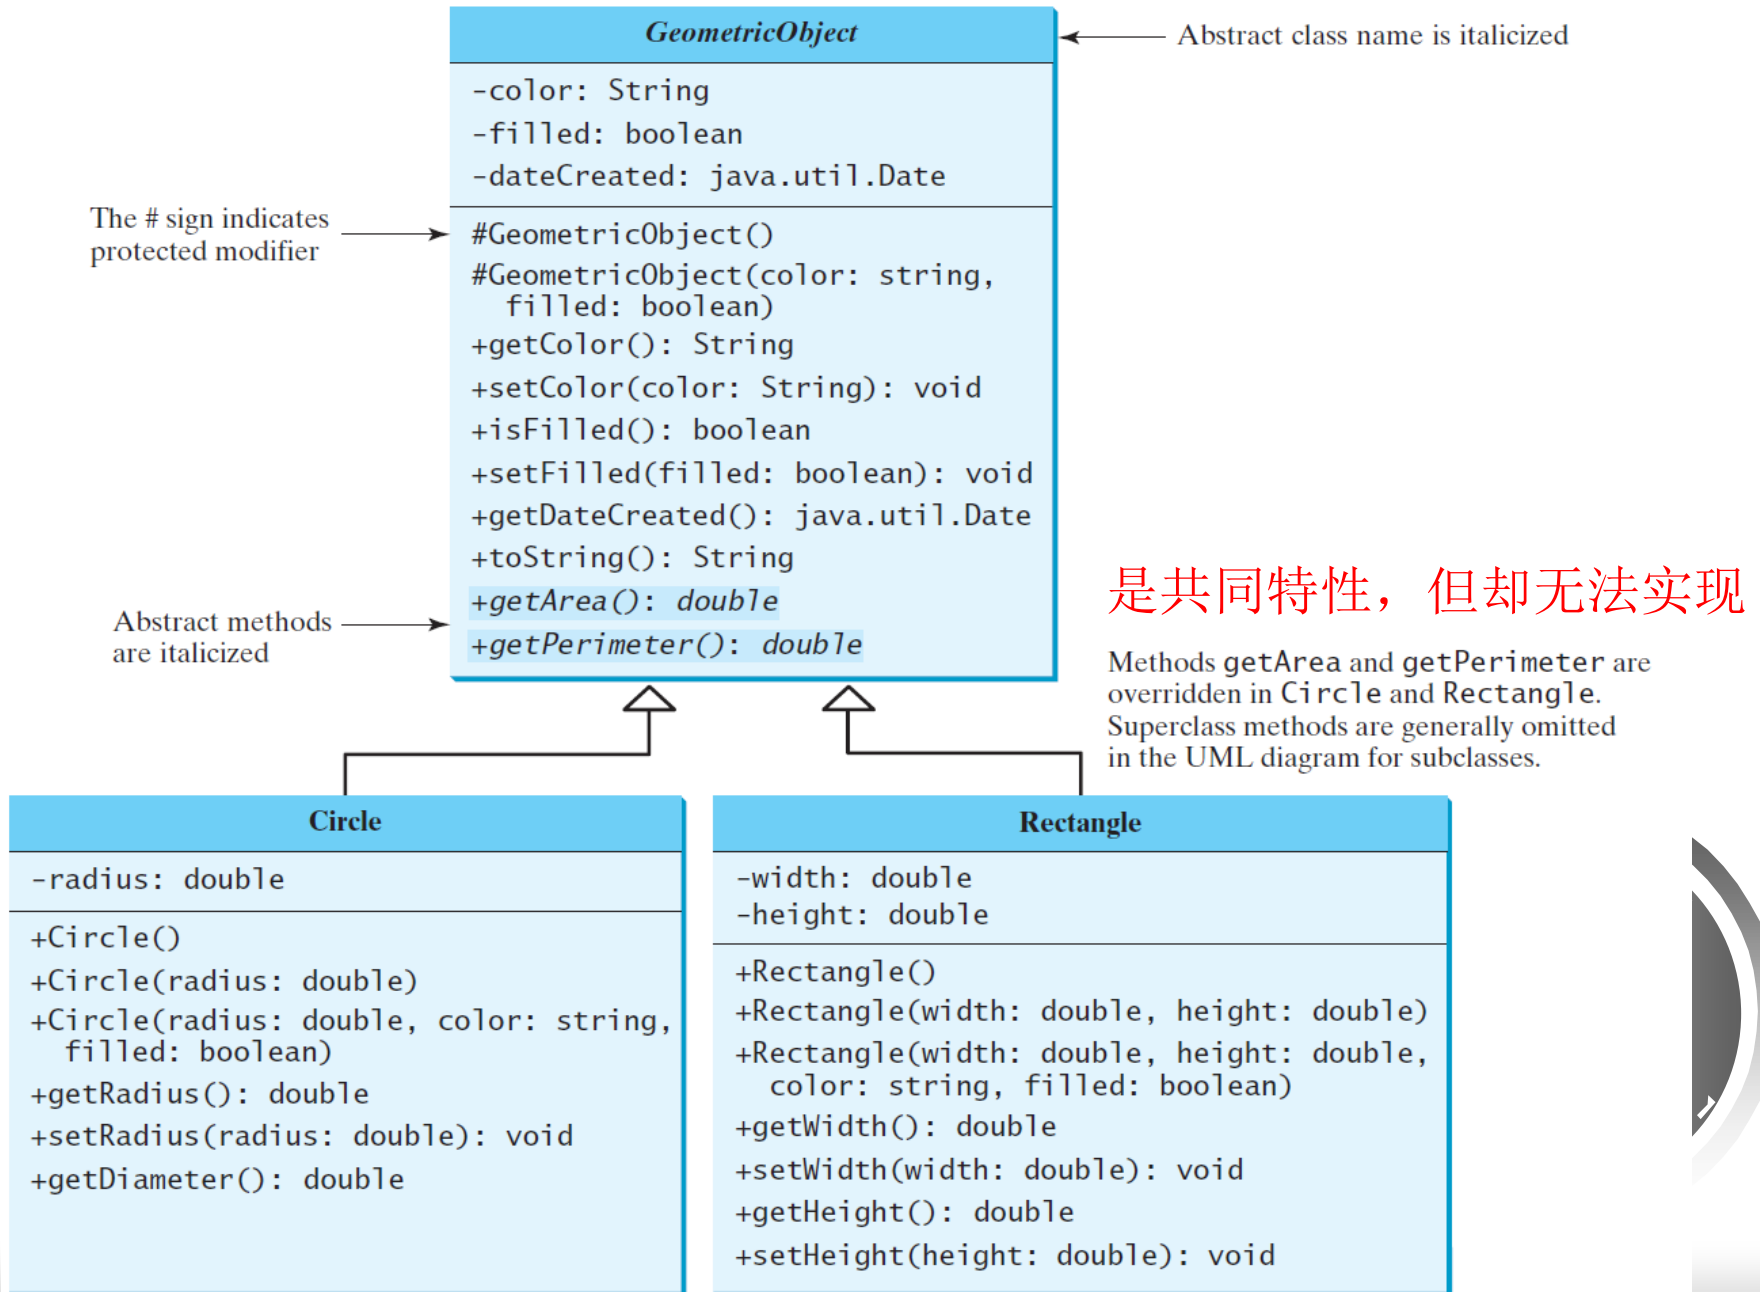 GeometricObject
Abstract class name is italicized
-color: String
-filled: boolean
-dateCreated: java.util.Date
The # sign indicates
protected modifier
#GeometricObject()
#GeometricObject(color: string,
filled: boolean)
+getColor(): String
+setColor(color: String): void
+isFilled(): boolean
+setFilled(filled: boolean): void
+getDateCreated(): java.util.Date
+toString(): String
+getArea(): double
+getPerimeter(): double
Abstract methods
are italicized
是共同特性，但却无法实现
Methods getArea and getPerimeter are
overridden in Circle and Rectangle.
Superclass methods are generally omitted
in the UML diagram for subclasses.
Circle
-radius: double
+Circle()
+Circle(radius: double)
+Circle(radius: double, color: string,
filled: boolean)
+getRadius(): double
+setRadius(radius: double): void
+getDiameter(): double
Rectangle
-width: double
-height: double
+Rectangle()
+Rectangle(width: double, height: double)
+Rectangle(width: double, height: double,
color: string, filled: boolean)
+getWidth(): double
+setWidth(width: double): void
+getHeight(): double
+setHeight(height: double): void